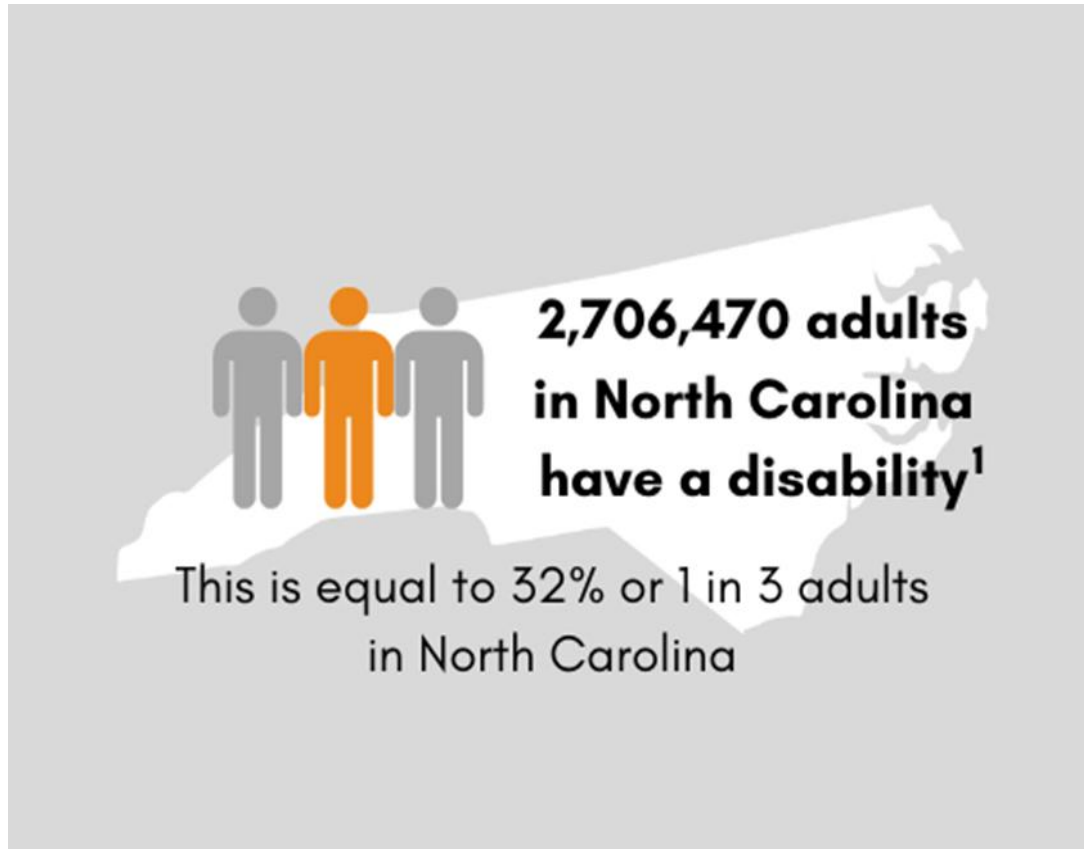 2,706,470 adults
in North Carolina
have a disability¹
This is equal to 32% or 1 in 3 adults
in North Carolina